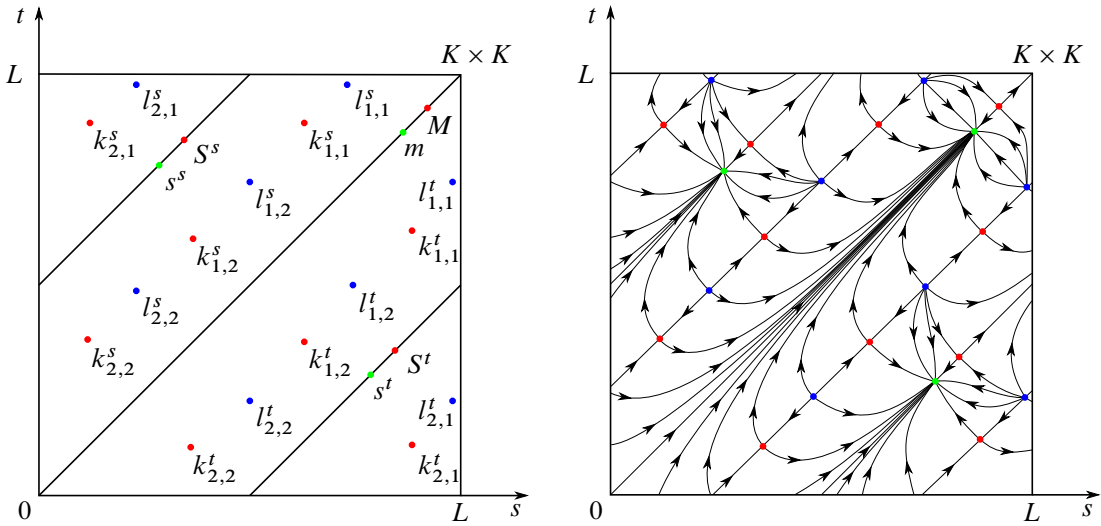 t
K × K
L
l^s_{2,1}
l^s_{1,1}
k^s_{2,1}
S^s
k^s_{1,1}
M
m
s^s
l^s_{1,2}
l^t_{1,1}
k^s_{1,2}
k^t_{1,1}
l^s_{2,2}
l^t_{1,2}
k^s_{2,2}
k^t_{1,2}
S^t
s^t
l^t_{2,2}
l^t_{2,1}
k^t_{2,2}
k^t_{2,1}
0
L
s
t
K × K
L
0
L
s